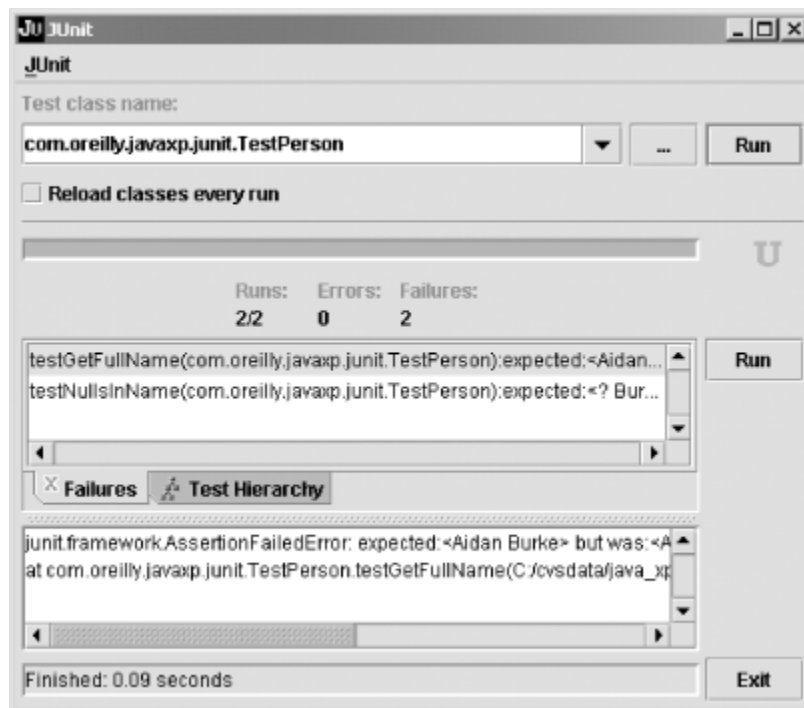 JU JUnit
JUnit
Test class name:
com.oreilly.javaxp.junit.TestPerson
... Run
Reload classes every run
U
Runs: Errors: Failures:
2/2 0 2
testGetFullName(com.oreilly.javaxp.junit.TestPerson):expected:<Aidan...
Run
testNullsInName(com.oreilly.javaxp.junit.TestPerson):expected:<? Bur...
X Failures Test Hierarchy
junit.framework.AssertionFailedError: expected:<Aidan Burke> but was:<A
at com.oreilly.javaxp.junit.TestPerson.testGetFullName(C:/cvsdata/java_xp
Finished: 0.09 seconds
Exit